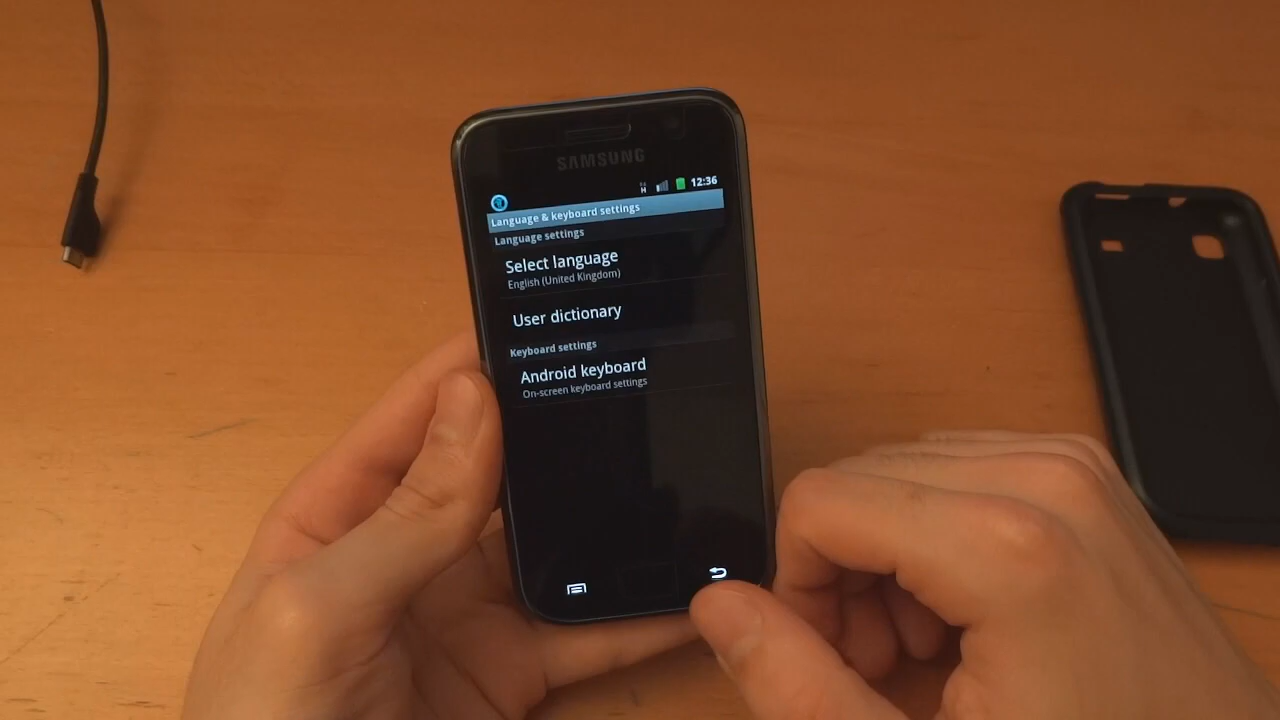 SAMSUNG
H 12:36
Language & keyboard settings
Language settings
Select language
English (United Kingdom)
User dictionary
Keyboard settings
Android keyboard
On-screen keyboard settings